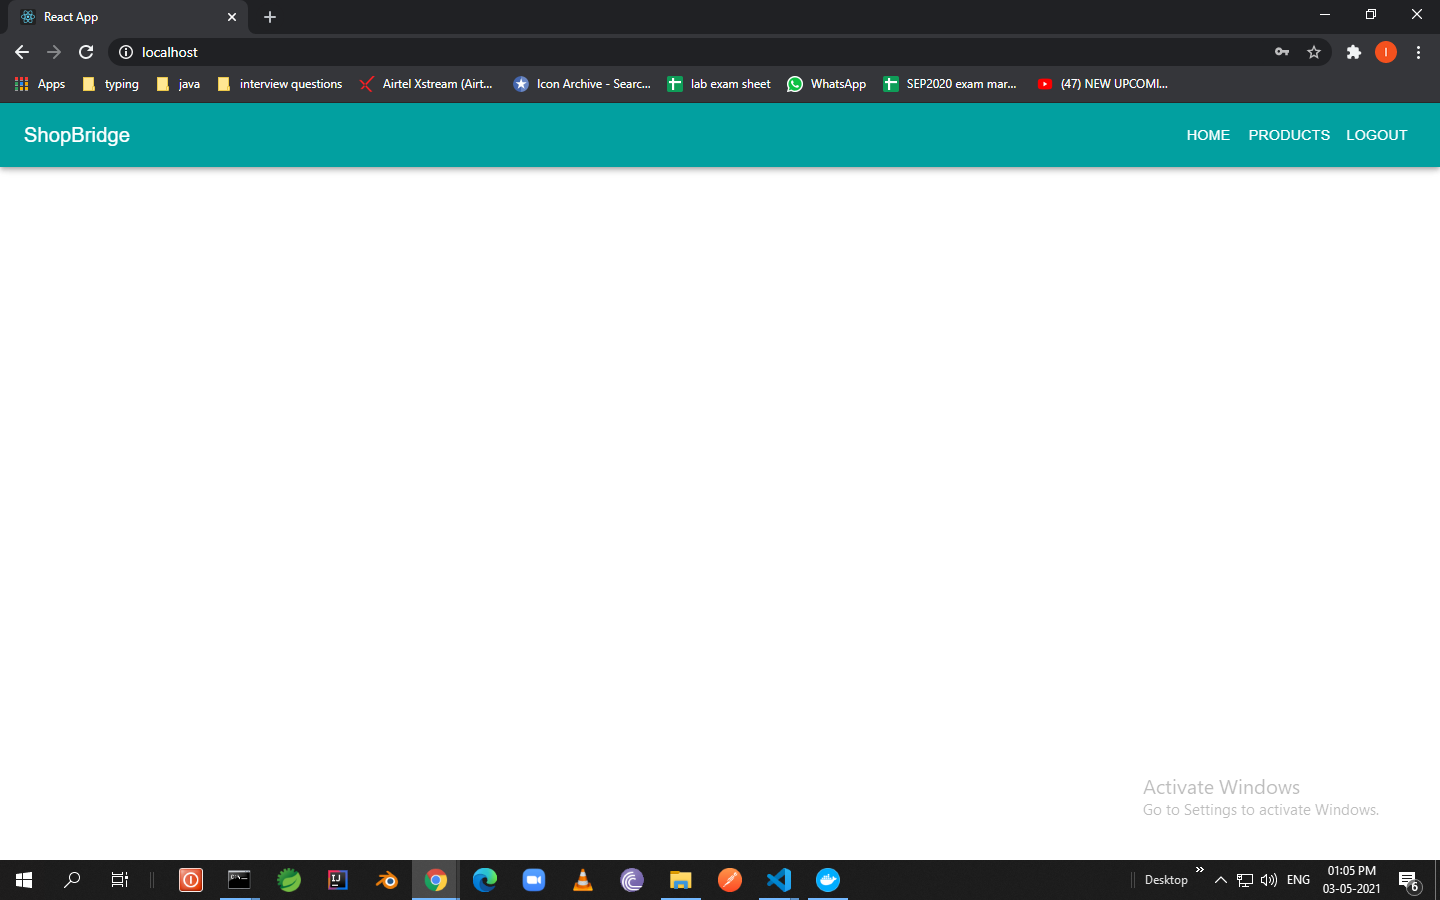 React App
localhost
I
Apps typing java interview questions Airtel Xstream (Airt... Icon Archive - Searc... lab exam sheet WhatsApp SEP2020 exam mar... (47) NEW UPCOMI...
ShopBridge HOME PRODUCTS LOGOUT
Activate Windows
Go to Settings to activate Windows.
Desktop ENG 01:05 PM
03-05-2021 6